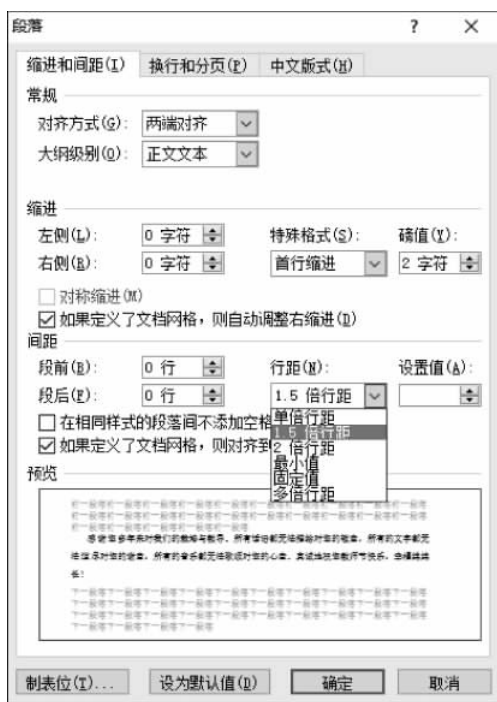 段落 ? ×
缩进和间距(I) 换行和分页(P) 中文版式(H)
常规
对齐方式(G): 两端对齐
大纲级别(O): 正文文本
缩进
左侧(L): 0 字符 特殊格式(S): 磅值(Y):
右侧(R): 0 字符 首行缩进 2 字符
对称缩进(M)
如果定义了文档网格，则自动调整右缩进(D)
间距
段前(B): 0 行 行距(N): 设置值(A):
段后(F): 0 行 1.5 倍行距
在相同样式的段落间不添加空格
单倍行距
1.5 倍行距
如果定义了文档网格，则对齐到
2 倍行距
最小值
固定值
多倍行距
预览
制表位(T)... 设为默认值(D) 确定 取消